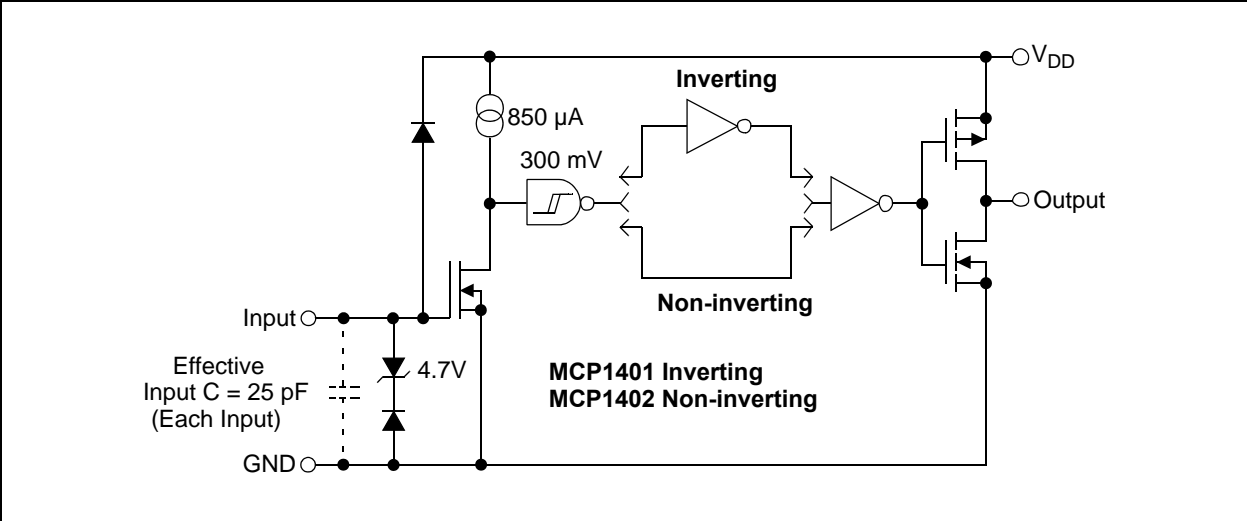 V_DD
Inverting
850 µA
300 mV
Output
Non-inverting
Input
Effective
Input C = 25 pF
(Each Input)
4.7V
MCP1401 Inverting
MCP1402 Non-inverting
GND